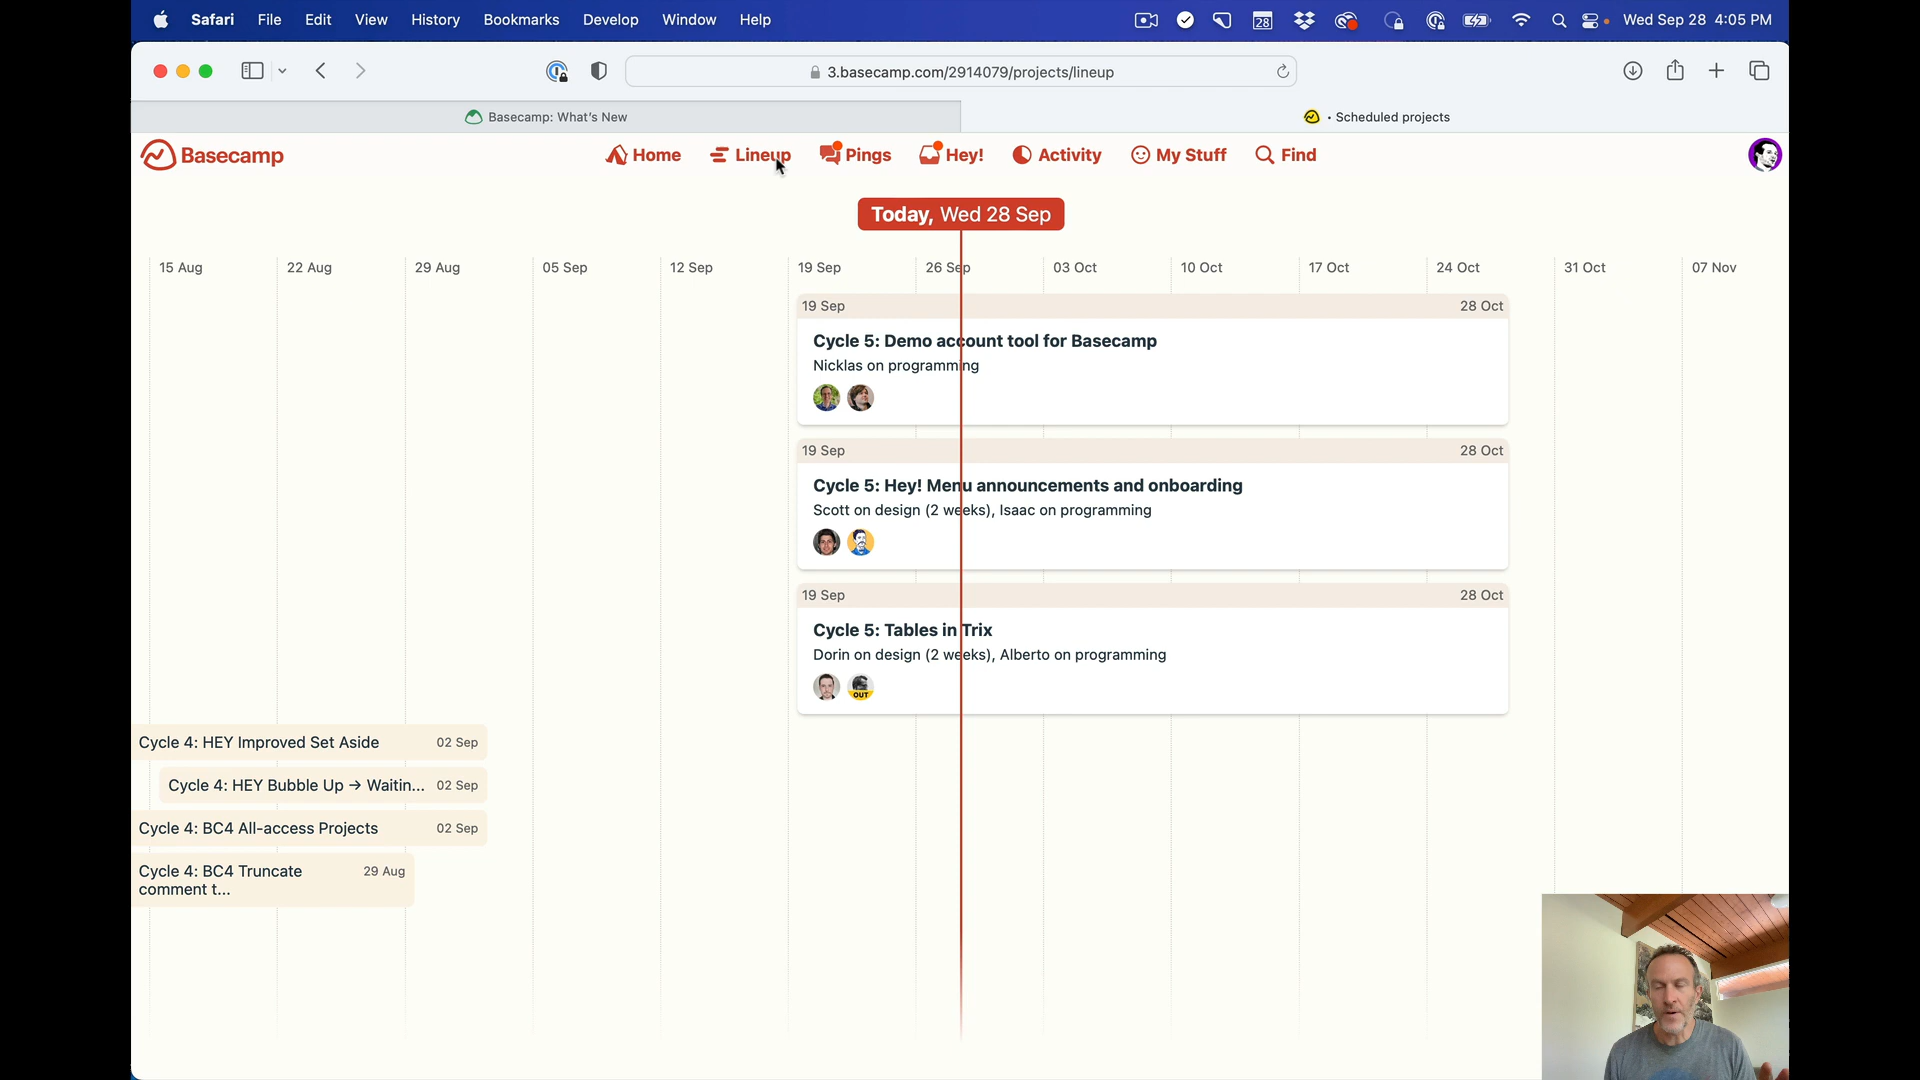 Safari File Edit View History Bookmarks Develop Window Help 28 Wed Sep 28 4:05 PM
3.basecamp.com/2914079/projects/lineup
Basecamp: What's New
• Scheduled projects
Basecamp Home Lineup Pings Hey! Activity My Stuff Find
Today, Wed 28 Sep
15 Aug 22 Aug 29 Aug 05 Sep 12 Sep 19 Sep 26 Sep 03 Oct 10 Oct 17 Oct 24 Oct 31 Oct 07 Nov
19 Sep 28 Oct
Cycle 5: Demo account tool for Basecamp
Nicklas on programming
19 Sep 28 Oct
Cycle 5: Hey! Menu announcements and onboarding
Scott on design (2 weeks), Isaac on programming
19 Sep 28 Oct
Cycle 5: Tables in Trix
Dorin on design (2 weeks), Alberto on programming
OUT
Cycle 4: HEY Improved Set Aside 02 Sep
Cycle 4: HEY Bubble Up → Waitin... 02 Sep
Cycle 4: BC4 All-access Projects 02 Sep
Cycle 4: BC4 Truncate 29 Aug
comment t...